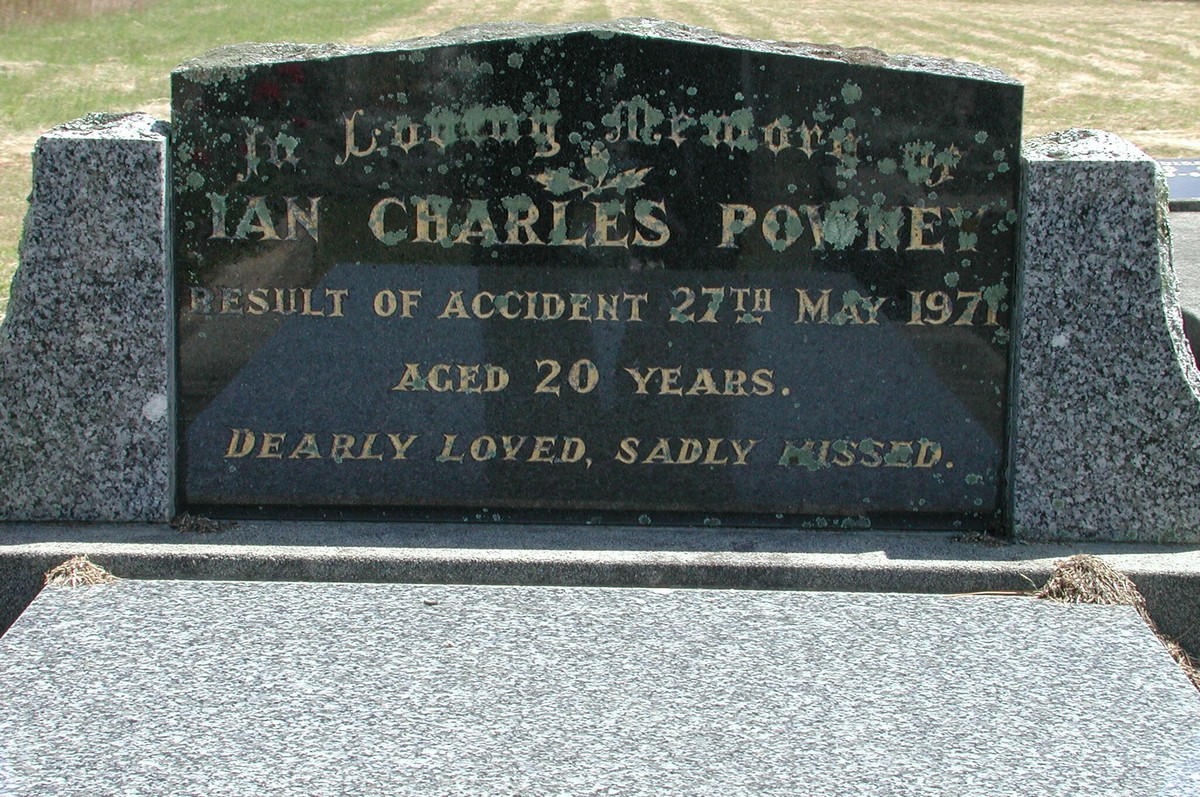 In Loving Memory of
IAN CHARLES POWNEY
RESULT OF ACCIDENT 27TH MAY 1971
AGED 20 YEARS.
DEARLY LOVED, SADLY MISSED.